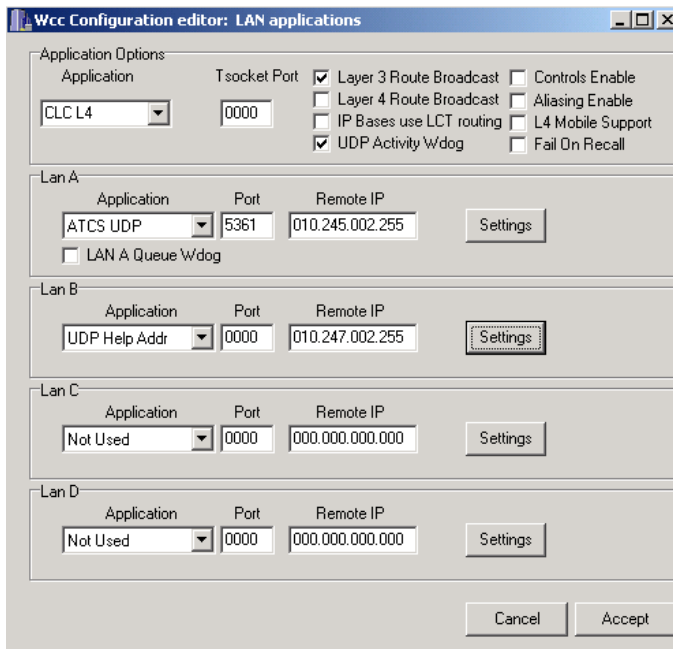 Wcc Configuration editor: LAN applications
Application Options
Application Tsocket Port
CLC L4 0000
Layer 3 Route Broadcast Controls Enable
Layer 4 Route Broadcast Aliasing Enable
IP Bases use LCT routing L4 Mobile Support
UDP Activity Wdog Fail On Recall
Lan A
Application Port Remote IP
ATCS UDP 5361 010.245.002.255 Settings
LAN A Queue Wdog
Lan B
Application Port Remote IP
UDP Help Addr 0000 010.247.002.255 Settings
Lan C
Application Port Remote IP
Not Used 0000 000.000.000.000 Settings
Lan D
Application Port Remote IP
Not Used 0000 000.000.000.000 Settings
Cancel Accept